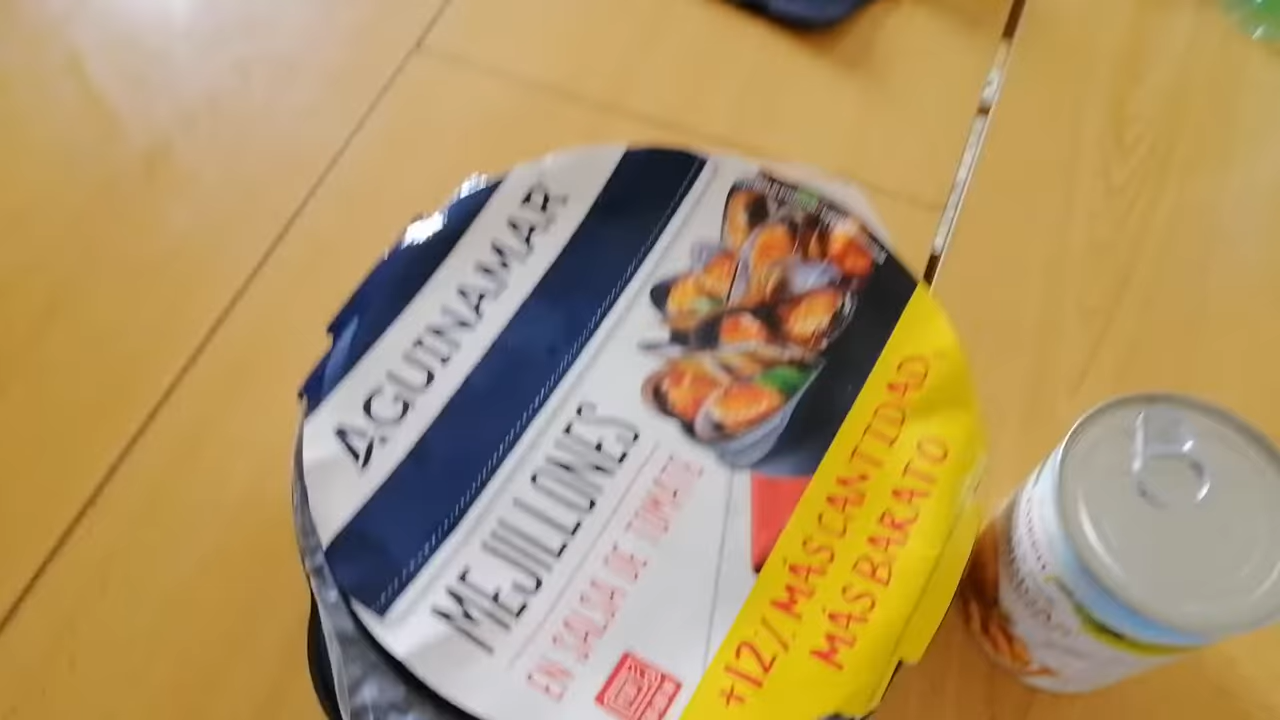 AGUINAMAR
MEJILLONES
EN SALSA DE TOMATE
+12% MÁS CANTIDAD
MÁS BARATO